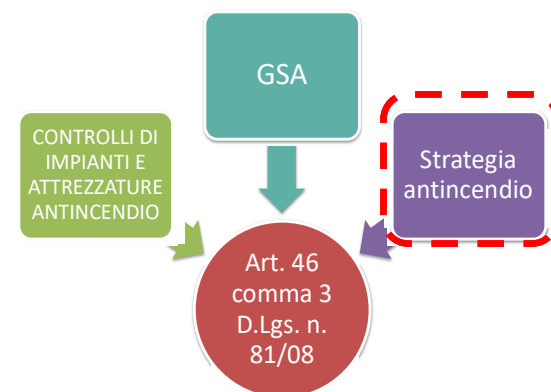 GSA
CONTROLLI DI
IMPIANTI E
ATTREZZATURE
ANTINCENDIO
Strategia
antincendio
Art. 46
comma 3
D.Lgs. n.
81/08